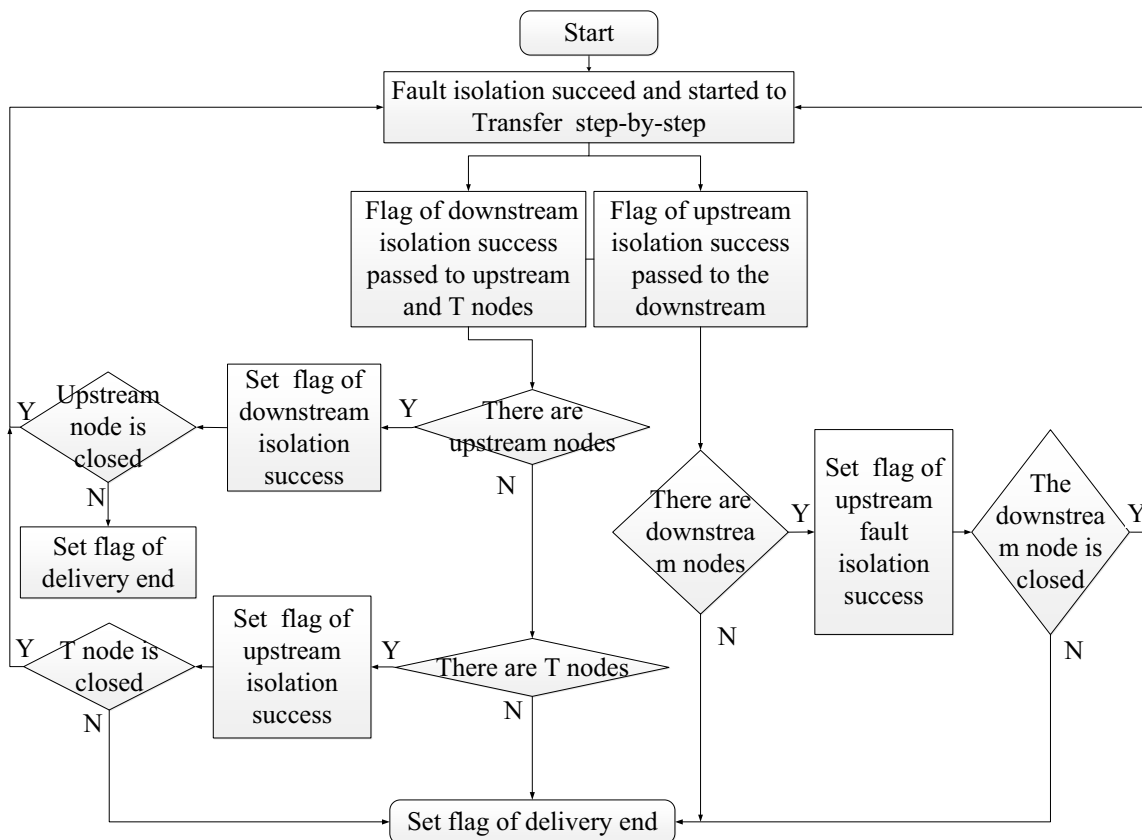 Start
Fault isolation succeed and started to
Transfer step-by-step
Flag of downstream
isolation success
passed to upstream
and T nodes
Flag of upstream
isolation success
passed to the
downstream
Upstream
node is
closed
Y
N
Set flag of
downstream
isolation
success
Y
There are
upstream nodes
N
Set flag of
delivery end
There are
downstrea
m nodes
Y
N
Set flag of
upstream
fault
isolation
success
The
downstrea
m node is
closed
Y
N
T node is
closed
Y
N
Set flag of
upstream
isolation
success
Y
There are T nodes
N
Set flag of delivery end